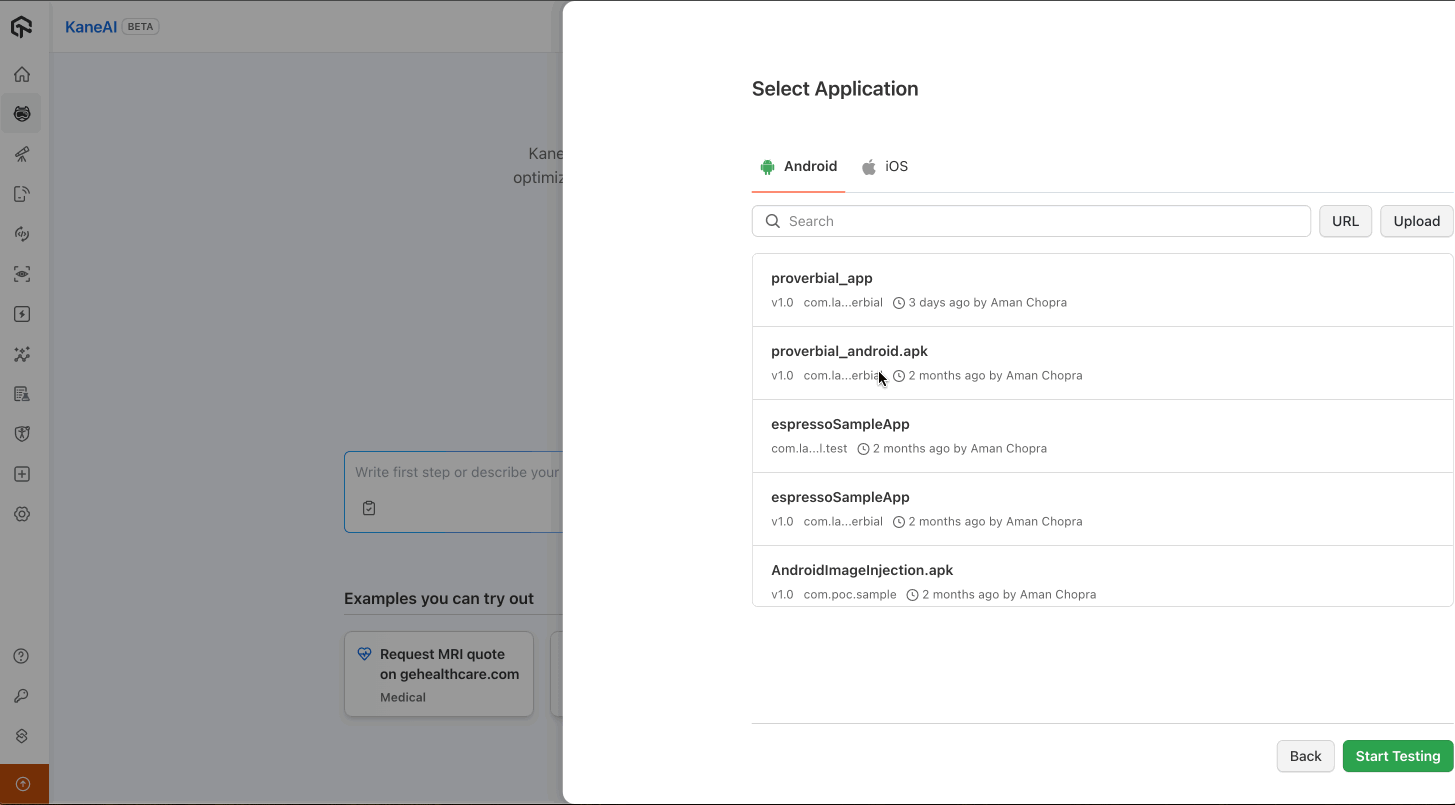 KaneAI BETA
Kane
optimiz
Write first step or describe your
Examples you can try out
Request MRI quote
on gehealthcare.com
Medical
Select Application
Android iOS
Search URL Upload
proverbial_app
v1.0 com.la...erbial 3 days ago by Aman Chopra
proverbial_android.apk
v1.0 com.la...erbial 2 months ago by Aman Chopra
espressoSampleApp
com.la...l.test 2 months ago by Aman Chopra
espressoSampleApp
v1.0 com.la...erbial 2 months ago by Aman Chopra
AndroidImageInjection.apk
v1.0 com.poc.sample 2 months ago by Aman Chopra
Back Start Testing